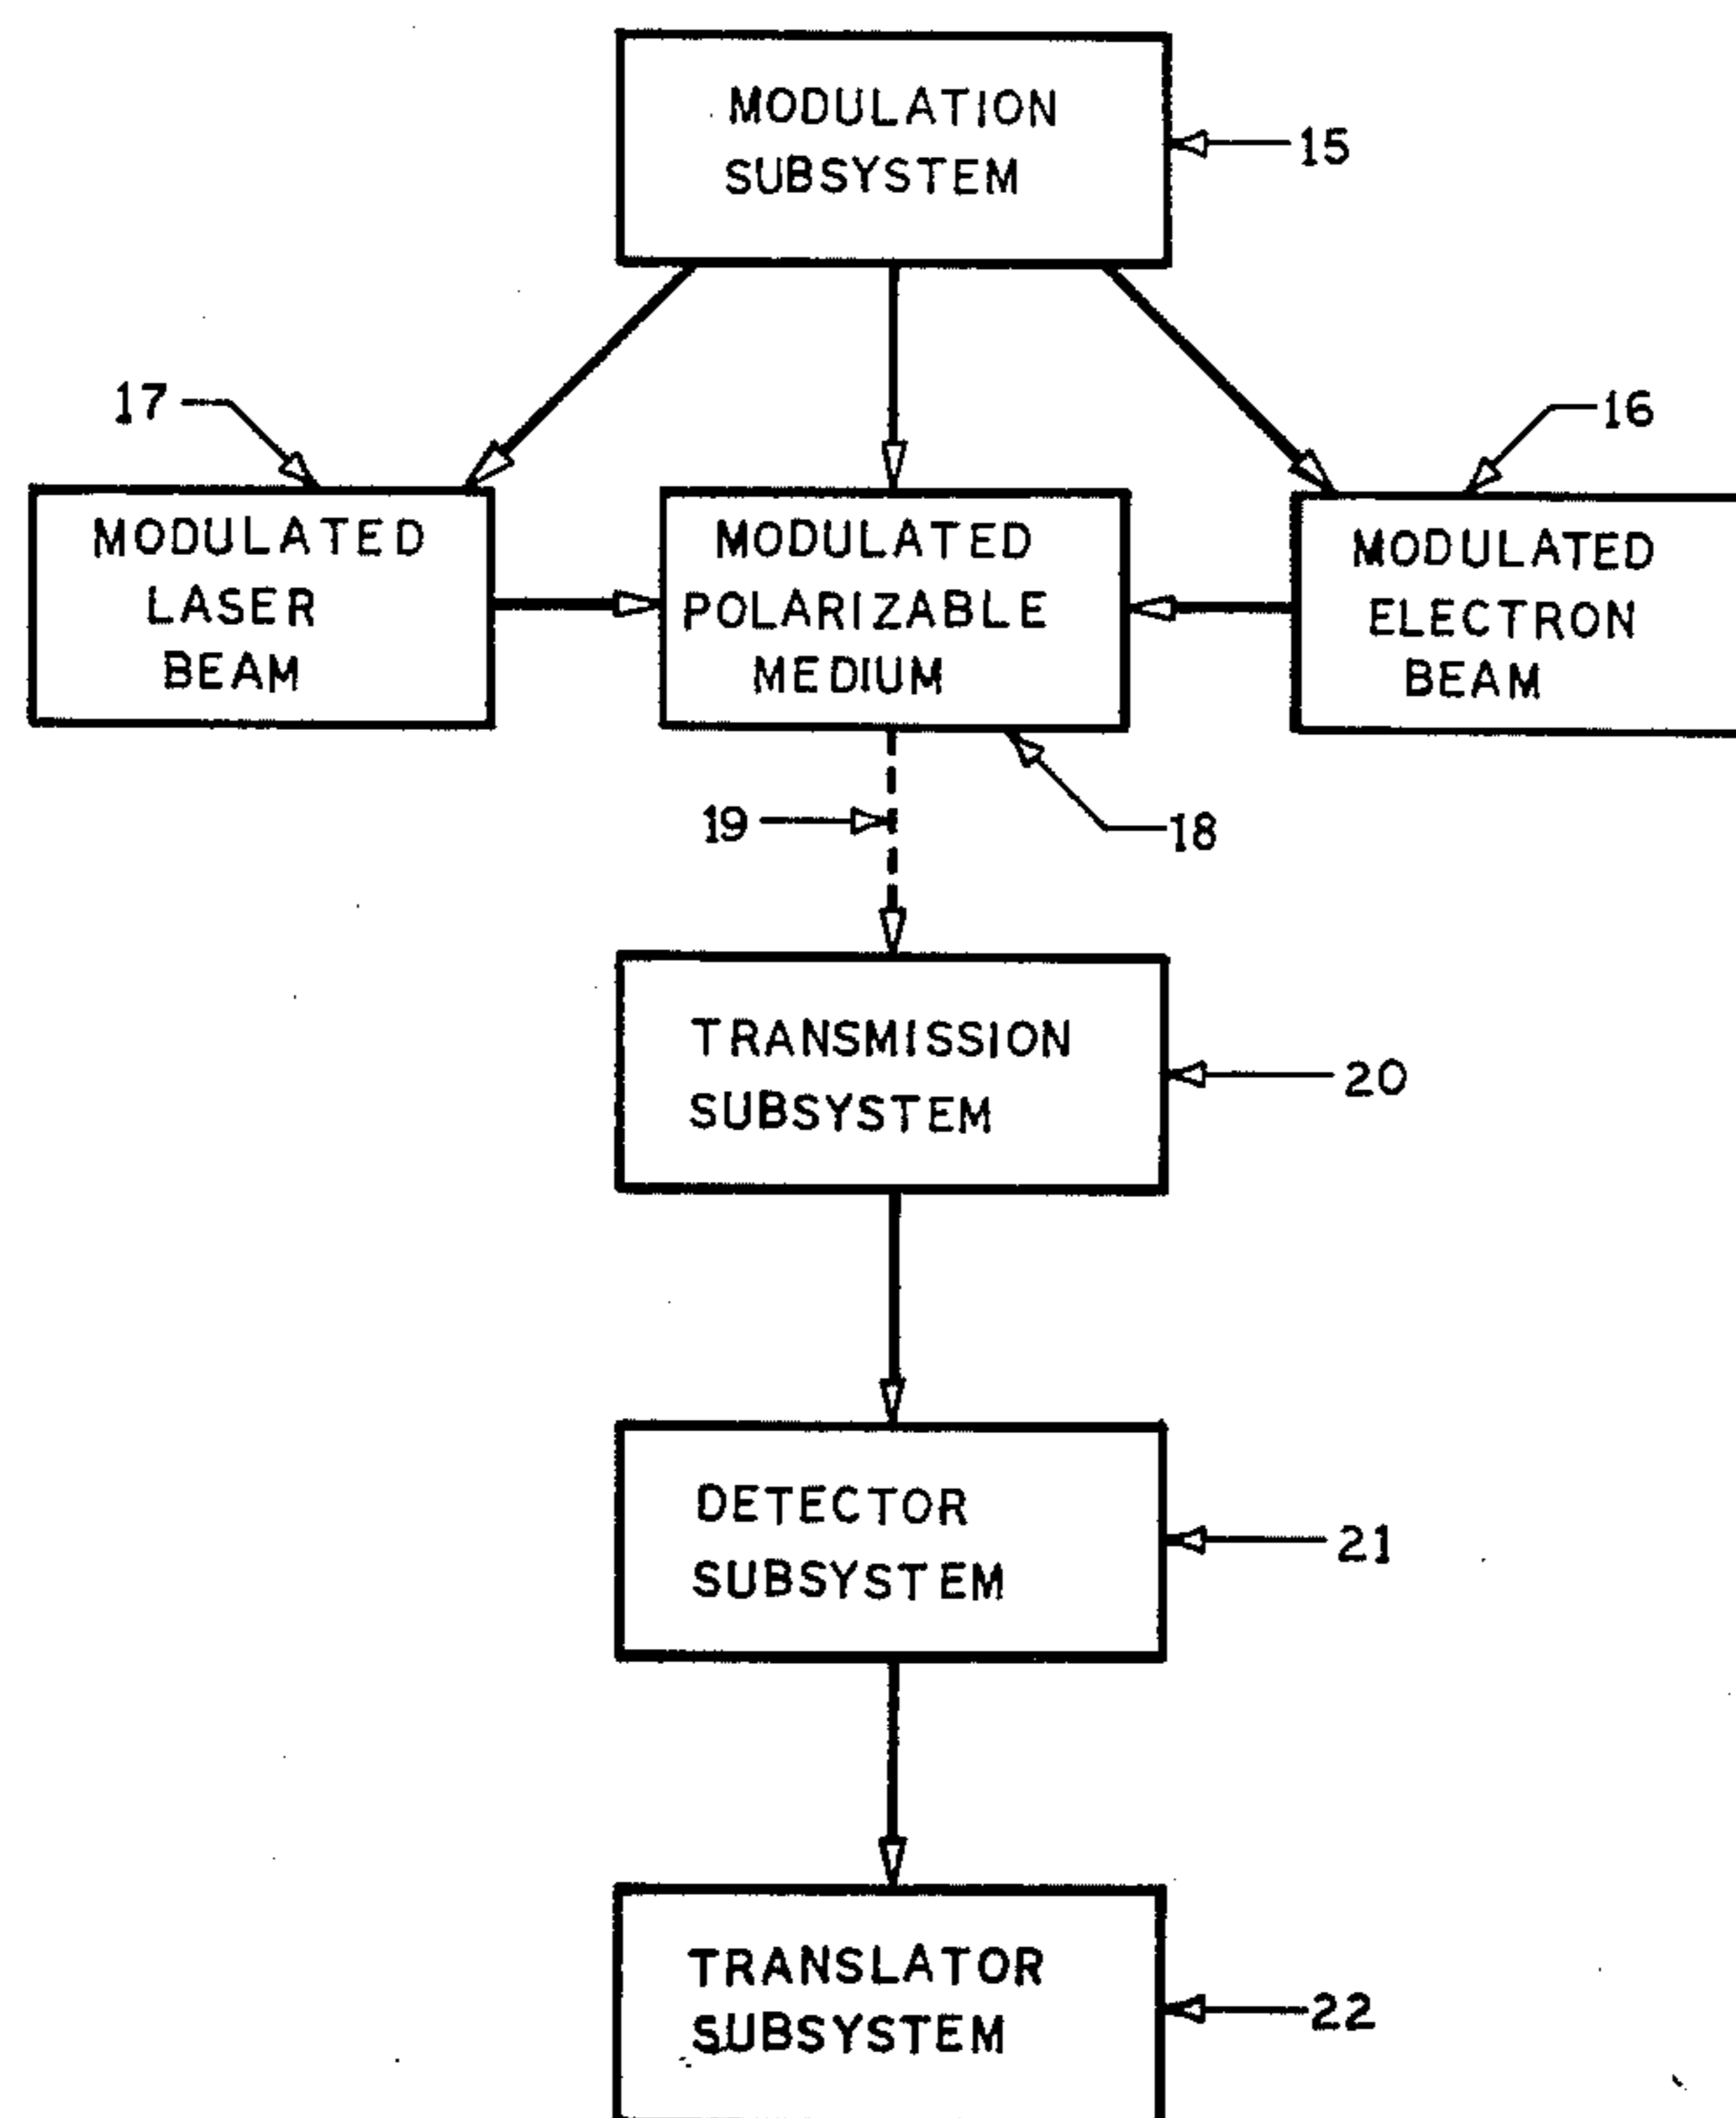 MODULATION
SUBSYSTEM
15
17
16
MODULATED
LASER
BEAM
MODULATED
POLARIZABLE
MEDIUM
MODULATED
ELECTRON
BEAM
19
18
TRANSMISSION
SUBSYSTEM
20
DETECTOR
SUBSYSTEM
21
TRANSLATOR
SUBSYSTEM
22